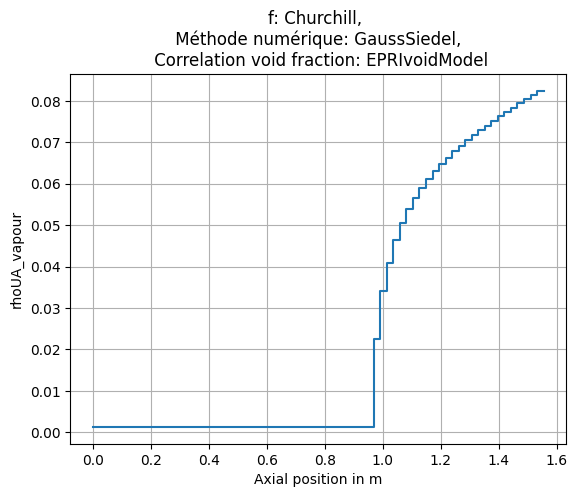 f: Churchill,
Méthode numérique: GaussSiedel,
Correlation void fraction: EPRIvoidModel
0.08
0.07
0.06
0.05
0.04
0.03
0.02
0.01
0.00
rhoUA_vapour
0.0 0.2 0.4 0.6 0.8 1.0 1.2 1.4 1.6
Axial position in m